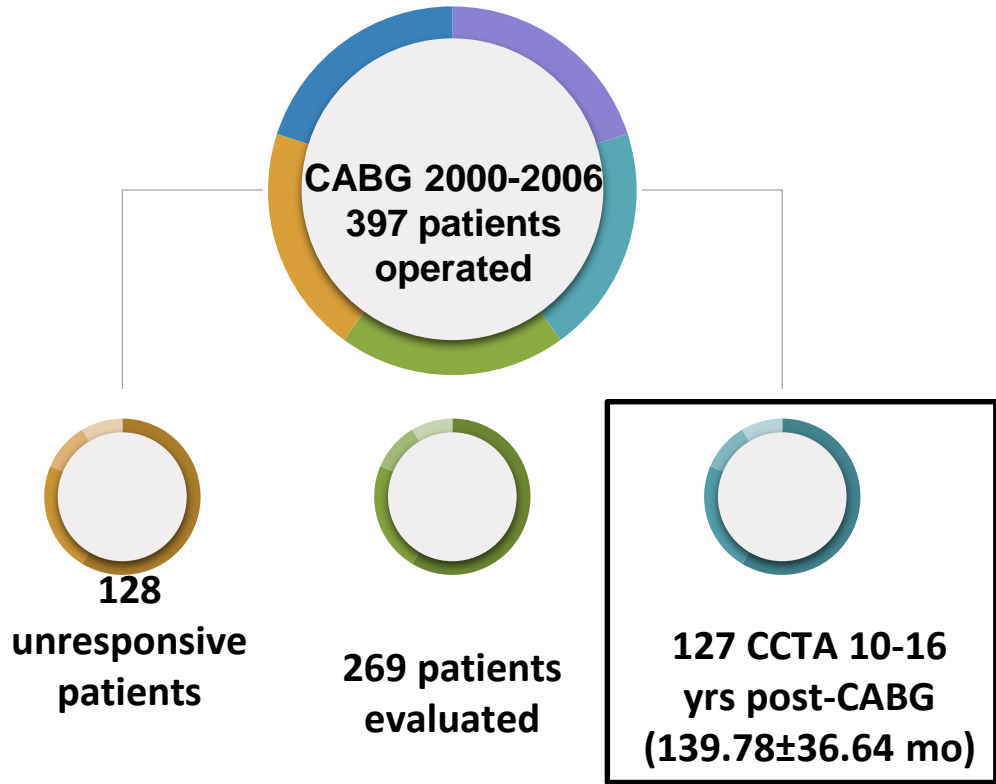 CABG 2000-2006
397 patients
operated
128
unresponsive
patients
269 patients
evaluated
127 CCTA 10-16
yrs post-CABG
(139.78±36.64 mo)